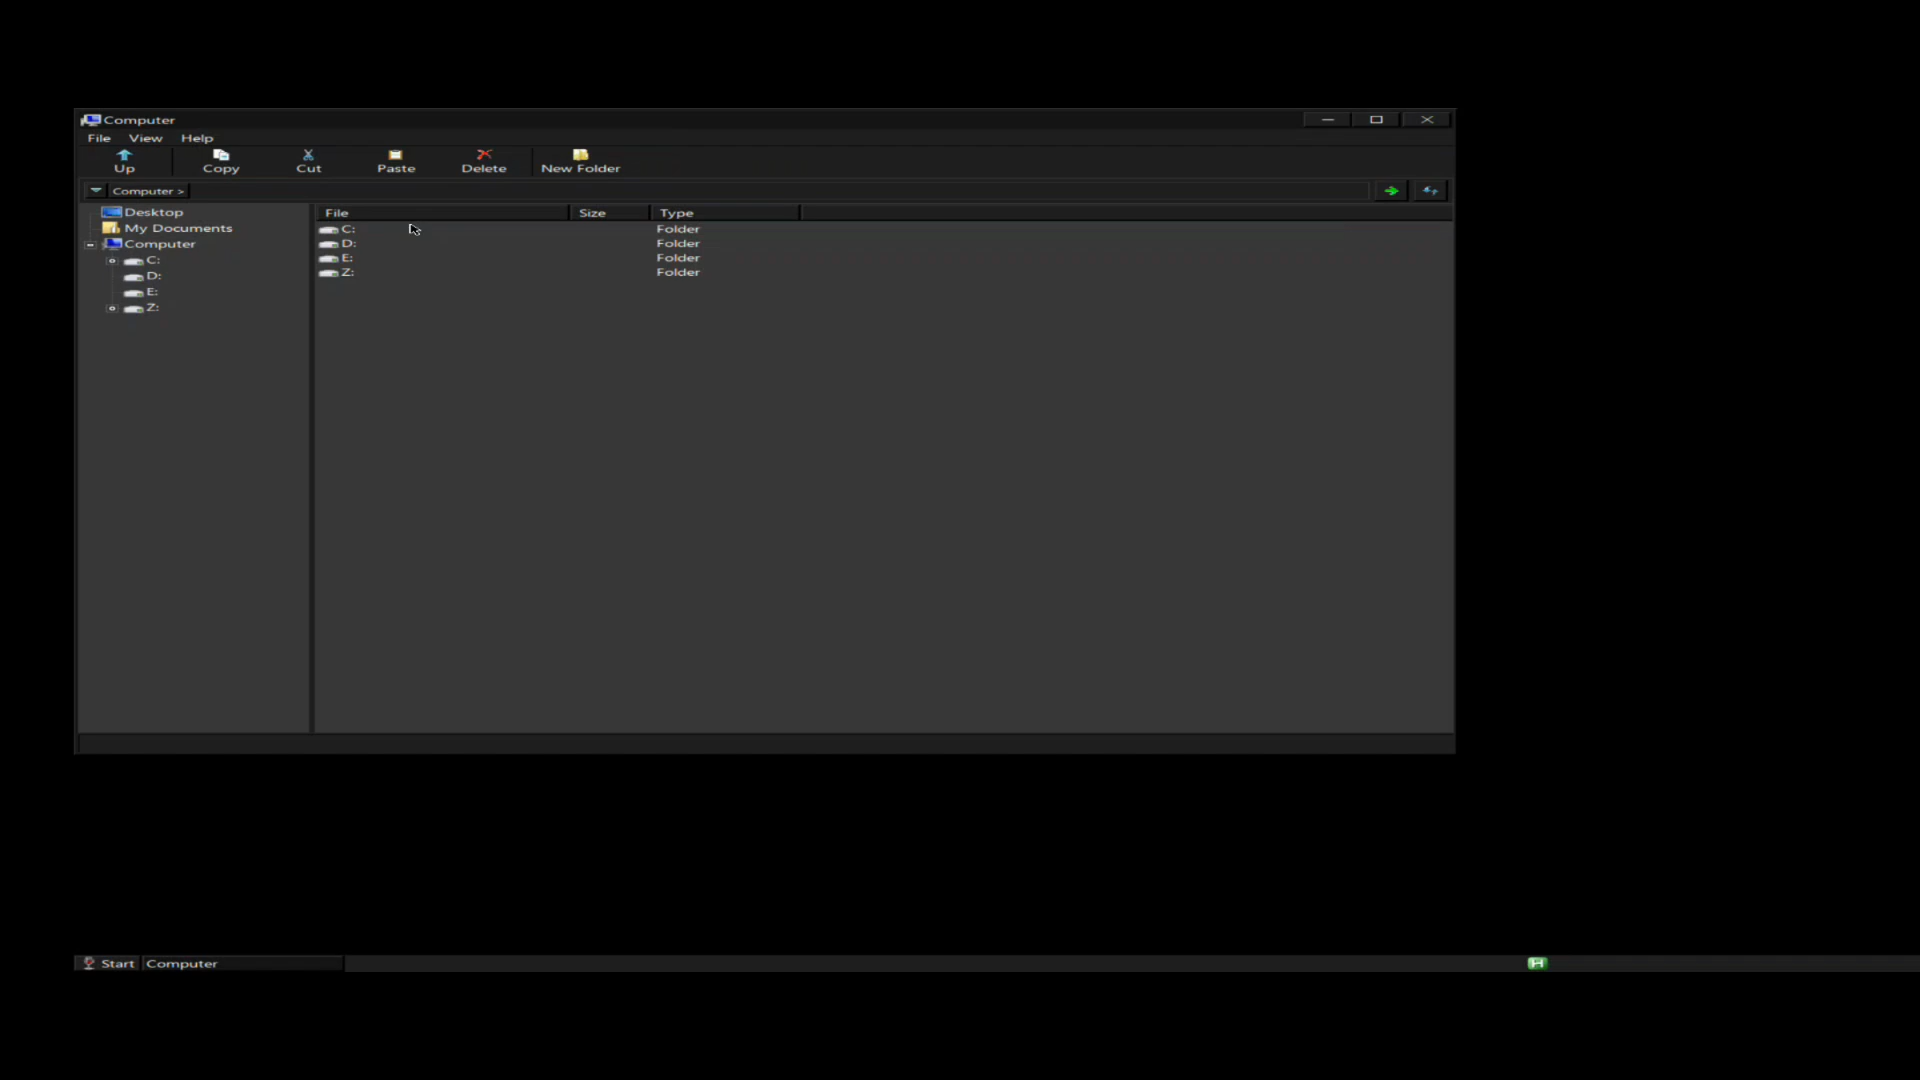 Computer
File View Help
Up Copy Cut Paste Delete New Folder
Computer >
Desktop
My Documents
Computer
C:
D:
E:
Z:
File Size Type
C: Folder
D: Folder
E: Folder
Z: Folder
Start Computer
H